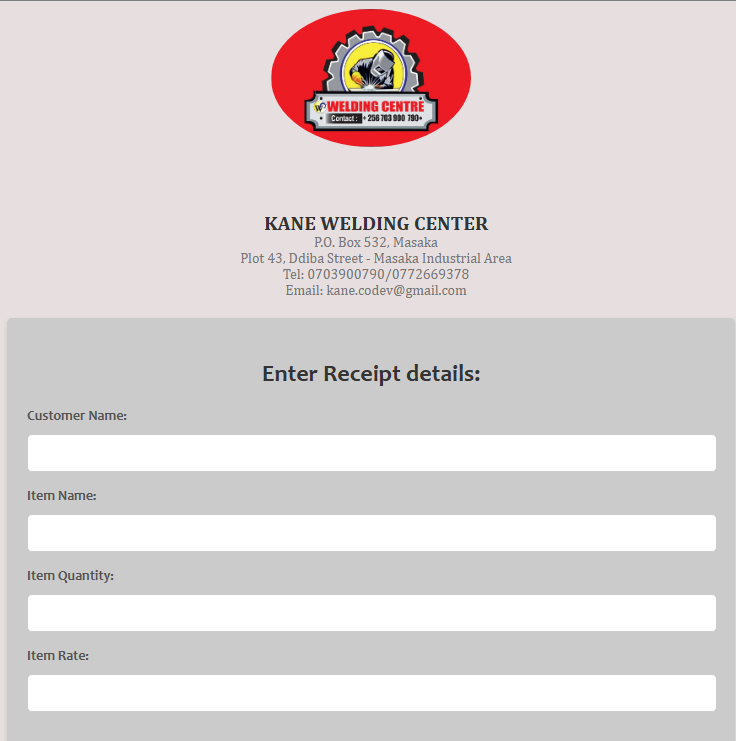 WELDING CENTRE
Contact : + 256 703 900 790
KANE WELDING CENTER
P.O. Box 532, Masaka
Plot 43, Ddiba Street - Masaka Industrial Area
Tel: 0703900790/0772669378
Email: kane.codev@gmail.com
Enter Receipt details:
Customer Name:
Item Name:
Item Quantity:
Item Rate: